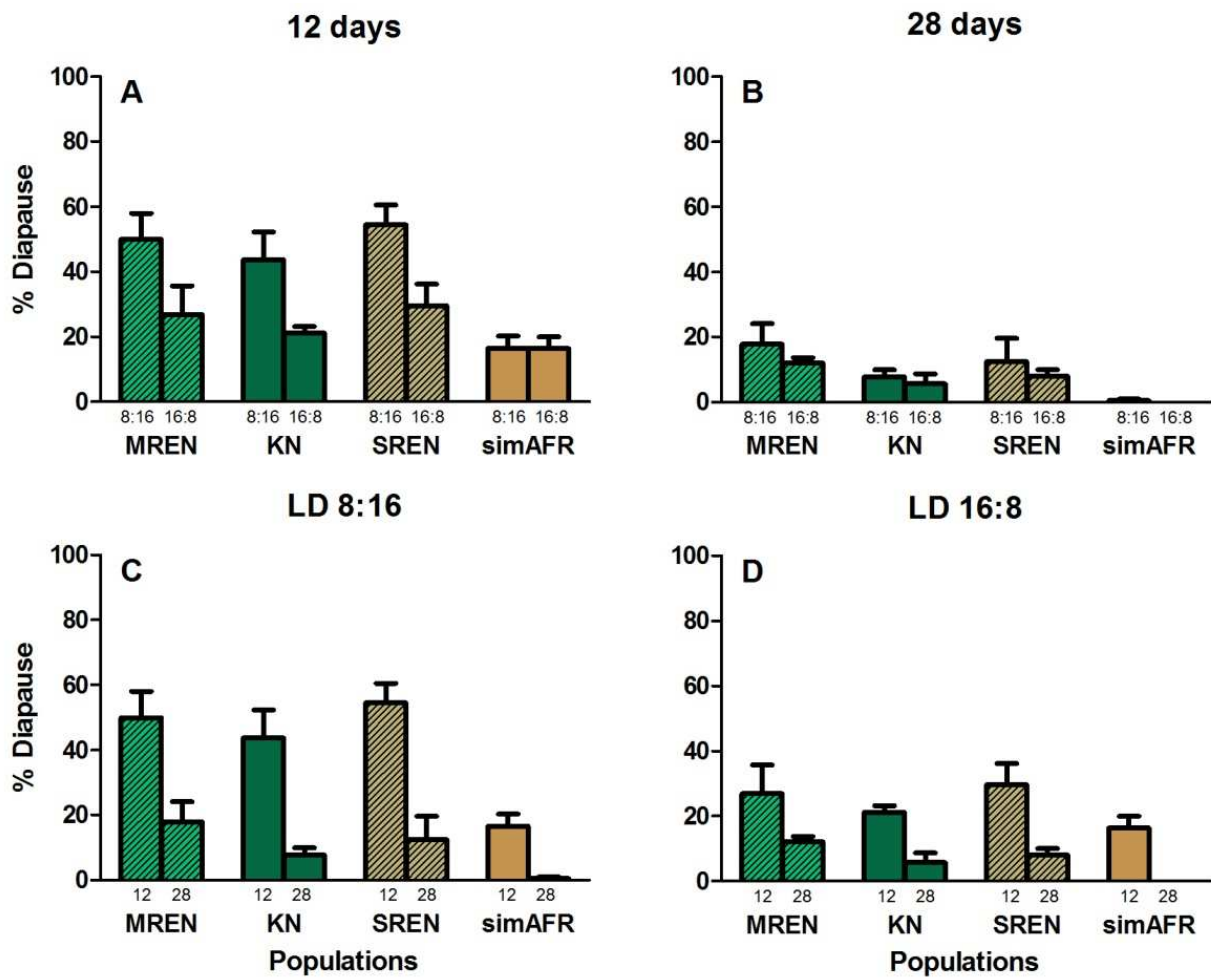 12 days
28 days
A
B
% Diapause
100
80
60
40
20
0
8:16 16:8 8:16 16:8 8:16 16:8 8:16 16:8
MREN KN SREN simAFR
100
80
60
40
20
0
8:16 16:8 8:16 16:8 8:16 16:8 8:16 16:8
MREN KN SREN simAFR
LD 8:16
LD 16:8
C
D
% Diapause
100
80
60
40
20
0
12 28 12 28 12 28 12 28
MREN KN SREN simAFR
Populations
100
80
60
40
20
0
12 28 12 28 12 28 12 28
MREN KN SREN simAFR
Populations